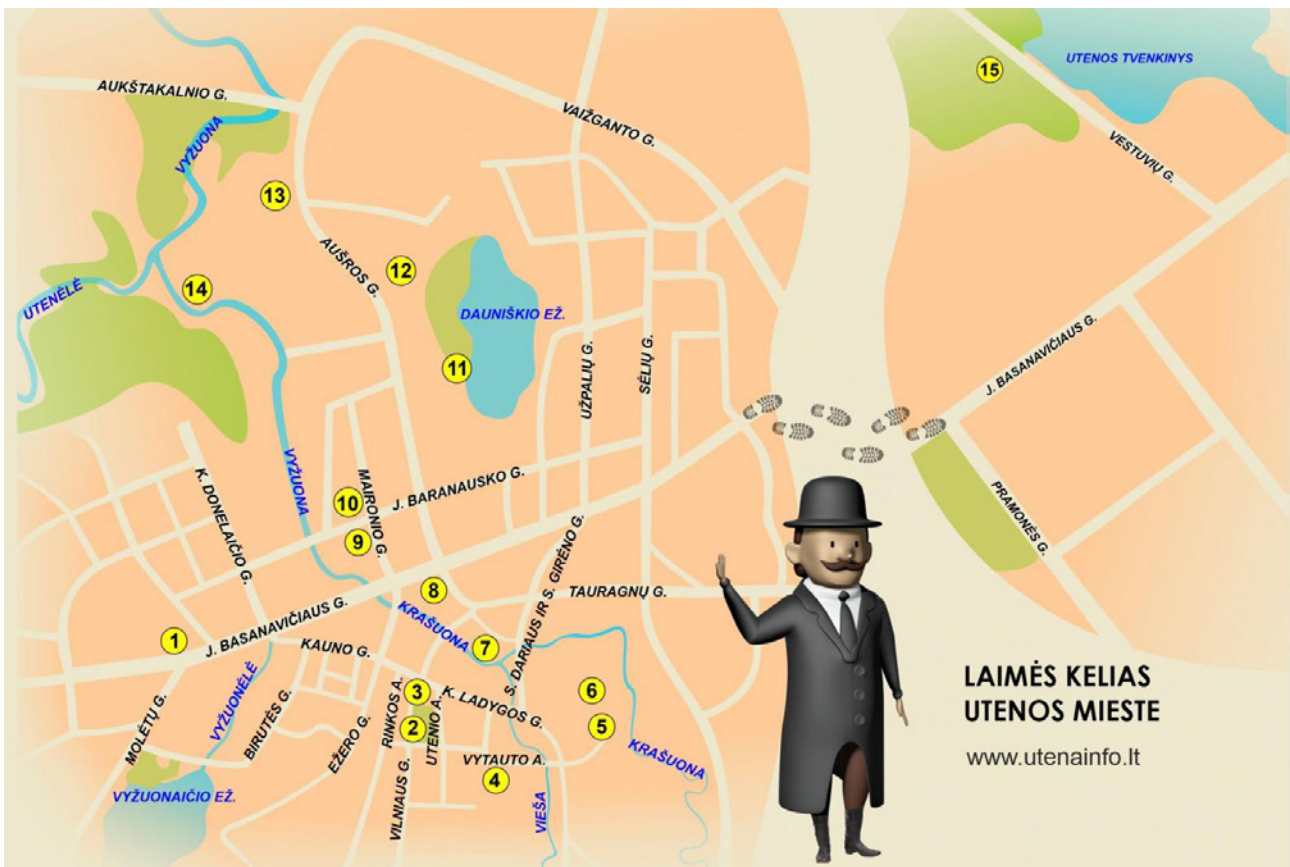 UTENOS TVENKINYS
15
AUKŠTAKALNIO G.
VAIŽGANTO G.
VYŽUONA
VESTUVIŲ G.
13
AUŠROS G.
12
14
UTENĖLĖ
DAUNIŠKIO EŽ.
11
UŽPALIŲ G.
SĖLIŲ G.
J. BASANAVIČIAUS G.
VYŽUONA
K. DONELAIČIO G.
MAIRONIO G.
J. BARANAUSKO G.
10
9
PRAMONĖS G.
8
TAURAGNŲ G.
S. DARIAUS IR S. GIRĖNO G.
KRAŠUONA
1
J. BASANAVIČIAUS G.
KAUNO G.
7
VYŽUONĖLĖ
MOLĖTŲ G.
BIRUTĖS G.
EŽERO G.
RINKOS A.
3
2
UTENIO A.
K. LADYGOS G.
6
5
KRAŠUONA
VYTAUTO A.
4
VILNIAUS G.
VIEŠA
VYŽUONAIČIO EŽ.
LAIMĖS KELIAS
UTENOS MIESTE
www.utenainfo.lt